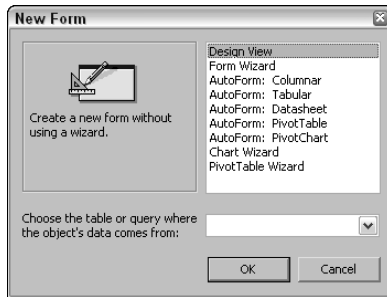 New Form
Create a new form without
using a wizard.
Design View
Form Wizard
AutoForm: Columnar
AutoForm: Tabular
AutoForm: Datasheet
AutoForm: PivotTable
AutoForm: PivotChart
Chart Wizard
PivotTable Wizard
Choose the table or query where
the object's data comes from:
OK
Cancel